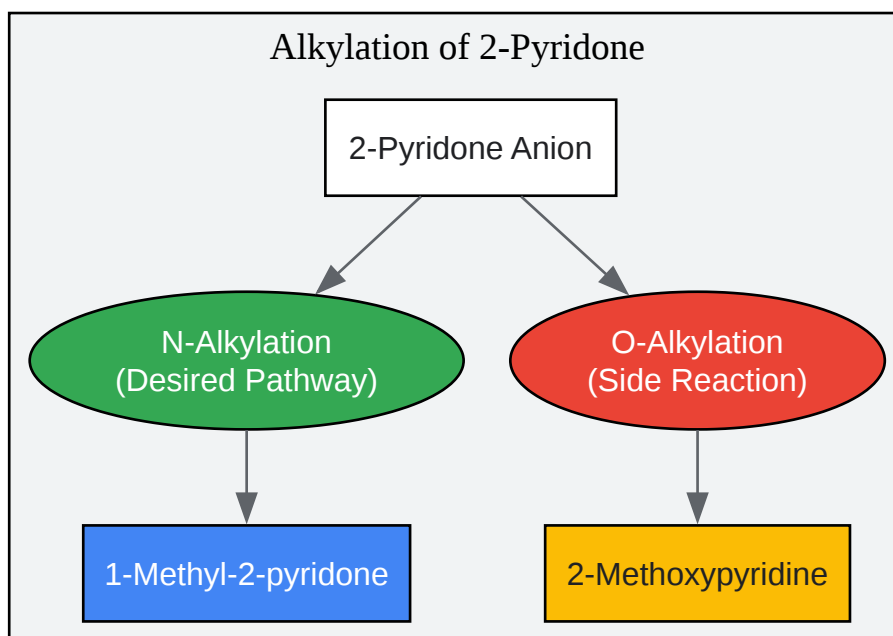 Alkylation of 2-Pyridone
2-Pyridone Anion
N-Alkylation
(Desired Pathway)
O-Alkylation
(Side Reaction)
1-Methyl-2-pyridone
2-Methoxypyridine